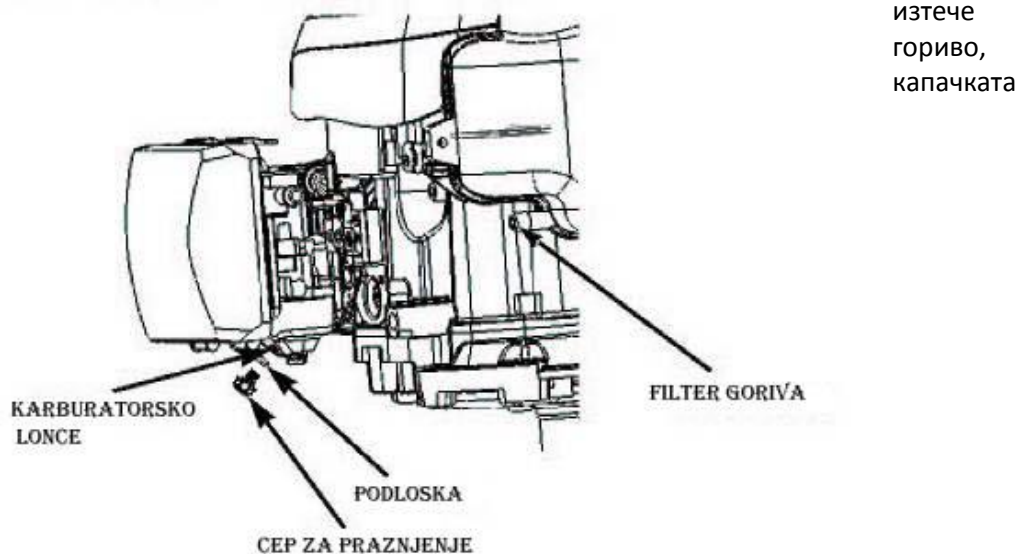 изтече
гориво,
капачката
FILTER GORIVA
KARBURATORSKO
LONCE
PODLOSKA
CEP ZA PRAZNJENJE